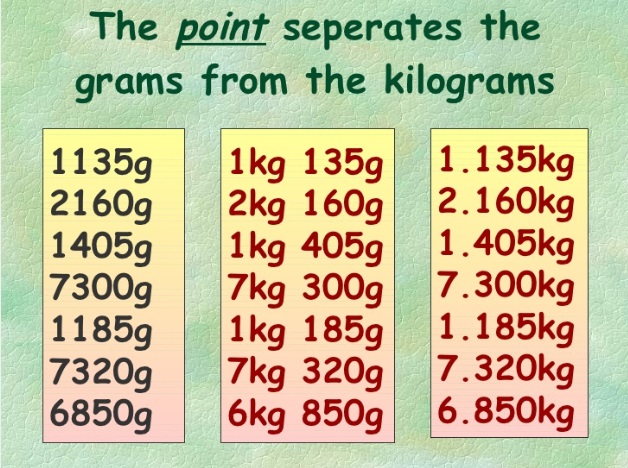 The point seperates the
grams from the kilograms
1135g
2160g
1405g
7300g
1185g
7320g
6850g
1kg 135g
2kg 160g
1kg 405g
7kg 300g
1kg 185g
7kg 320g
6kg 850g
1.135kg
2.160kg
1.405kg
7.300kg
1.185kg
7.320kg
6.850kg